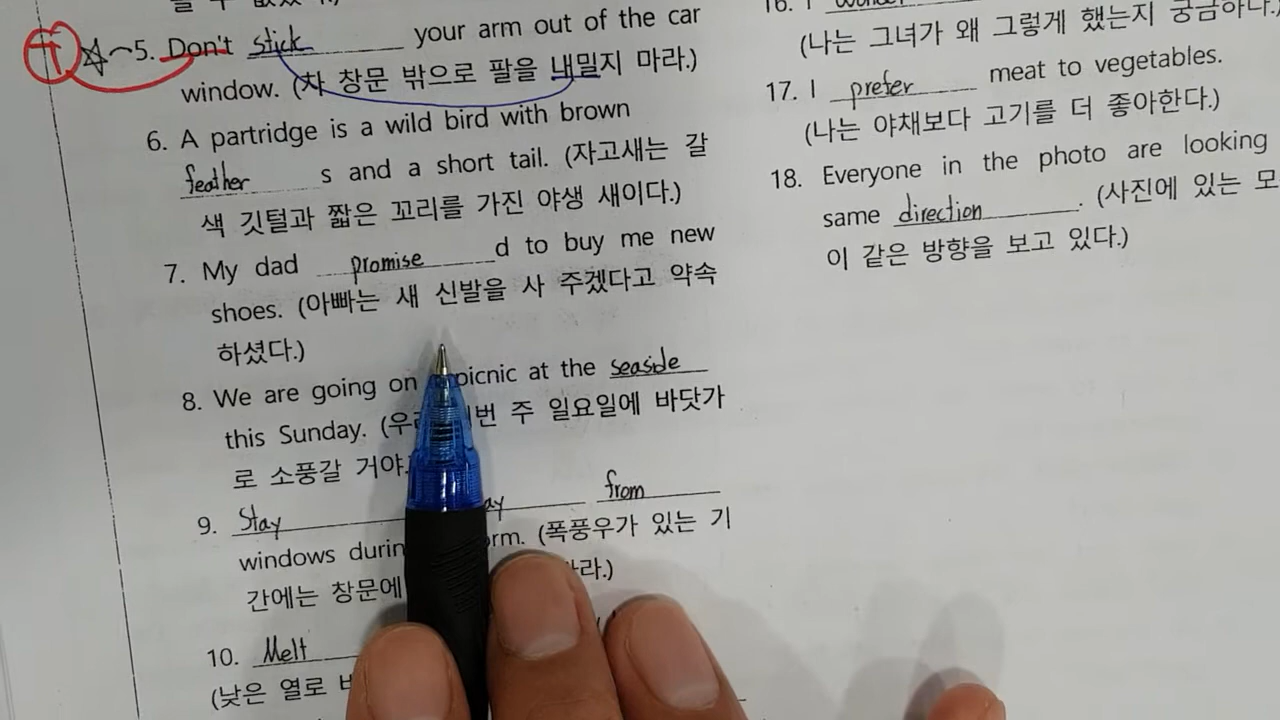 5. Don't stick your arm out of the car
window. (차 창문 밖으로 팔을 내밀지 마라.)
6. A partridge is a wild bird with brown
feather s and a short tail. (자고새는 갈
색 깃털과 짧은 꼬리를 가진 야생 새이다.)
7. My dad promise d to buy me new
shoes. (아빠는 새 신발을 사 주겠다고 약속
하셨다.)
8. We are going on picnic at the seaside
this Sunday. (우리 이번 주 일요일에 바닷가
로 소풍갈 거야.
9. Stay from
windows (폭풍우가 있는 기
간에는 창문에
10. Melt
(낮은 열로
16. I
(나는 그녀가 왜 그렇게 했는지 궁금하다.)
17. I prefer meat to vegetables.
(나는 야채보다 고기를 더 좋아한다.)
18. Everyone in the photo are looking
same direction . (사진에 있는 모
이 같은 방향을 보고 있다.)